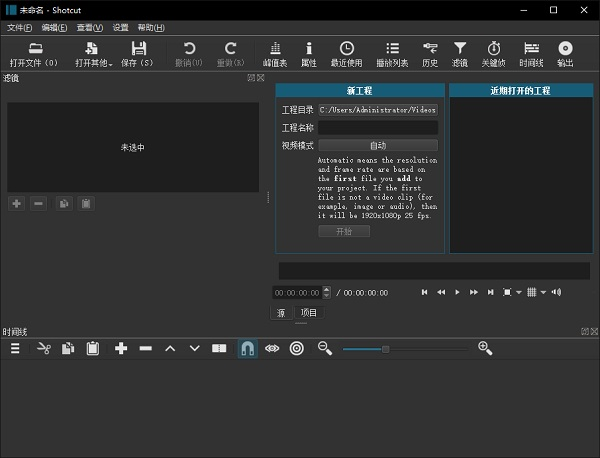 未命名 - Shotcut
文件(F) 编辑(E) 查看(V) 设置 帮助(H)
打开文件 (O) 打开其他 保存 (S) 撤销(U) 重做(R) 峰值表 属性 最近使用 播放列表 历史 滤镜 关键侦 时间线 输出
滤镜
未选中
新工程
工程目录 C:/Users/Administrator/Videos
工程名称
视频模式 自动
Automatic means the resolution
and frame rate are based on
the first file you add to
your project. If the first
file is not a video clip (for
example, image or audio), then
it will be 1920x1080p 25 fps.
开始
近期打开的工程
00:00:00:00 / 00:00:00:00
源 项目
时间线